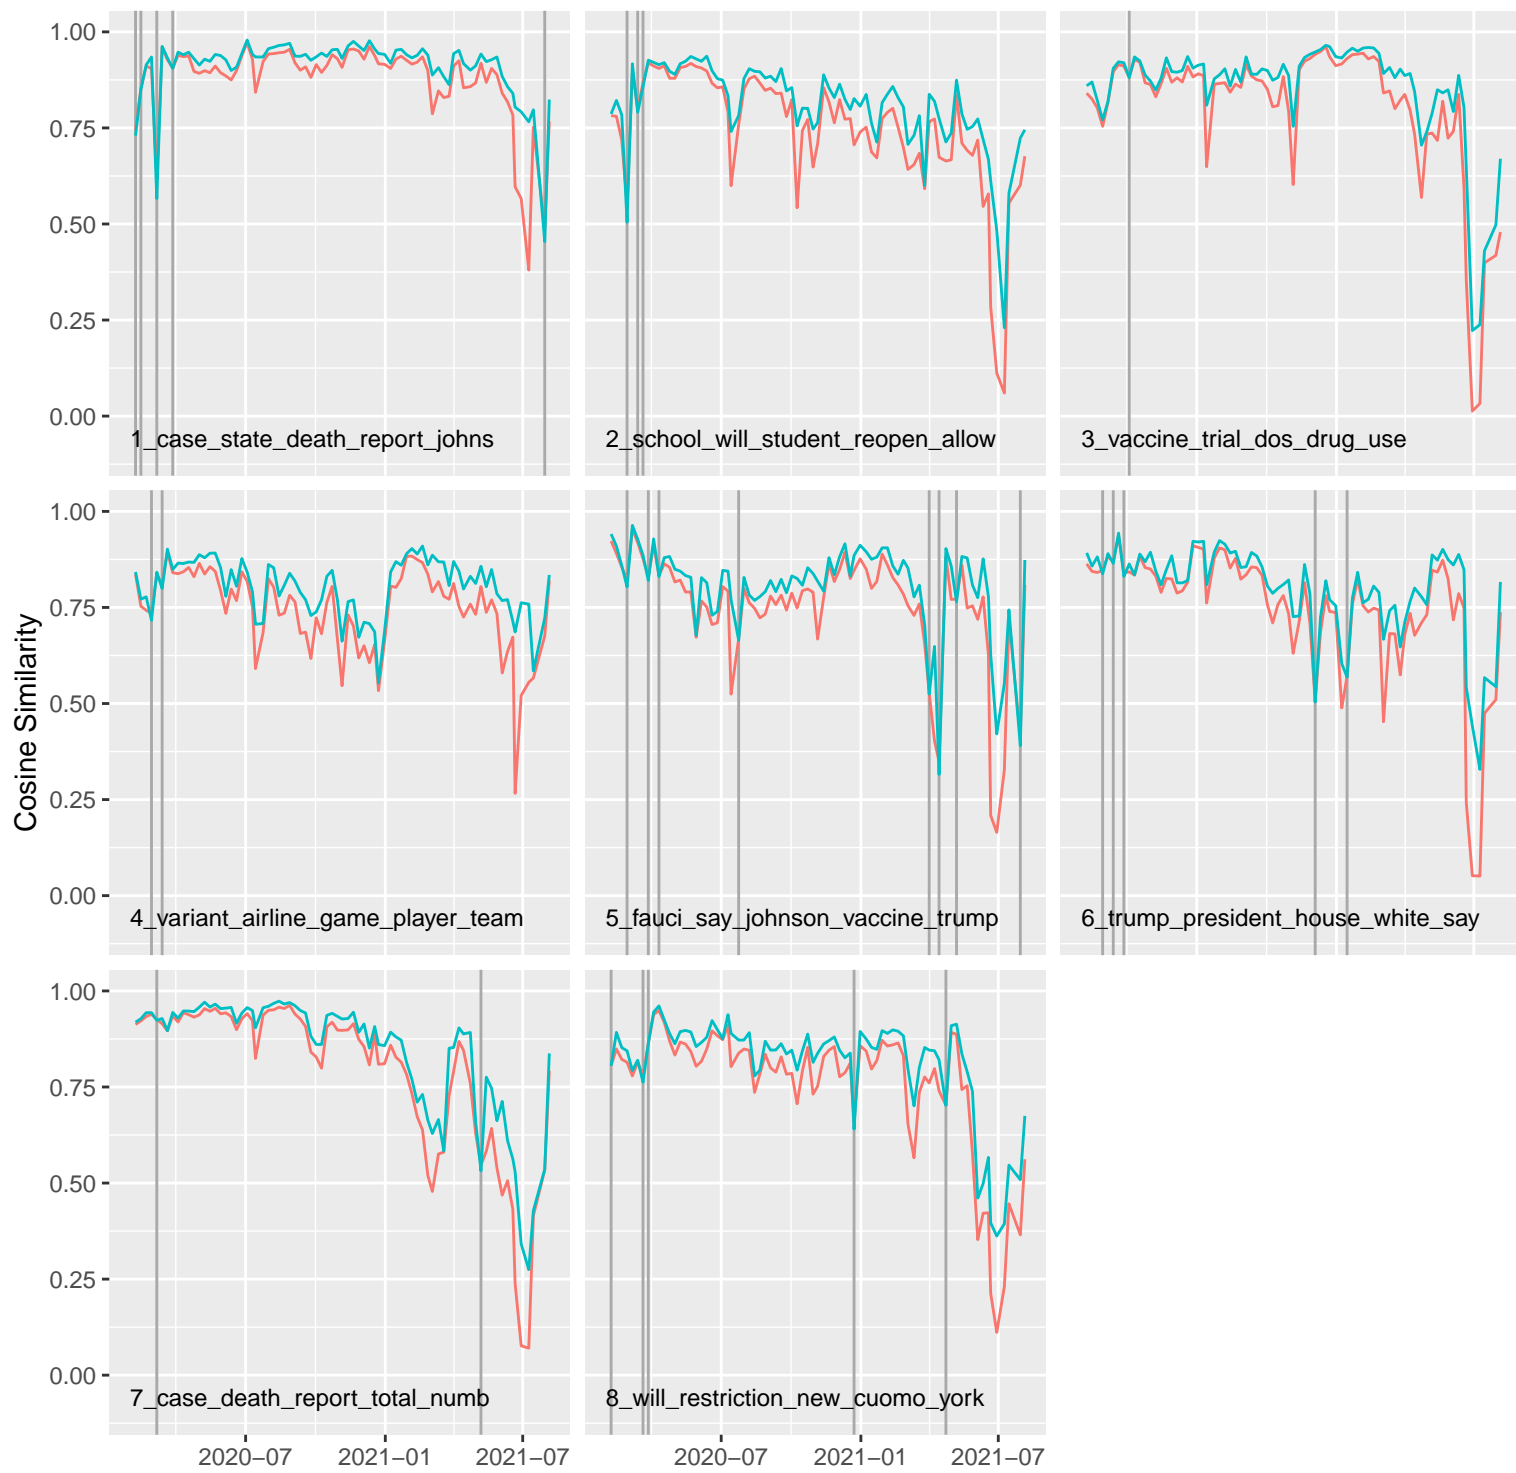 1.00
0.75
0.50
0.25
0.00
1_case_state_death_report_johns
2_school_will_student_reopen_allow
3_vaccine_trial_dos_drug_use
Cosine Similarity
1.00
0.75
0.50
0.25
0.00
4_variant_airline_game_player_team
5_fauci_say_johnson_vaccine_trump
6_trump_president_house_white_say
1.00
0.75
0.50
0.25
0.00
7_case_death_report_total_numb
8_will_restriction_new_cuomo_york
2020−07 2021−01 2021−07
2020−07 2021−01 2021−07